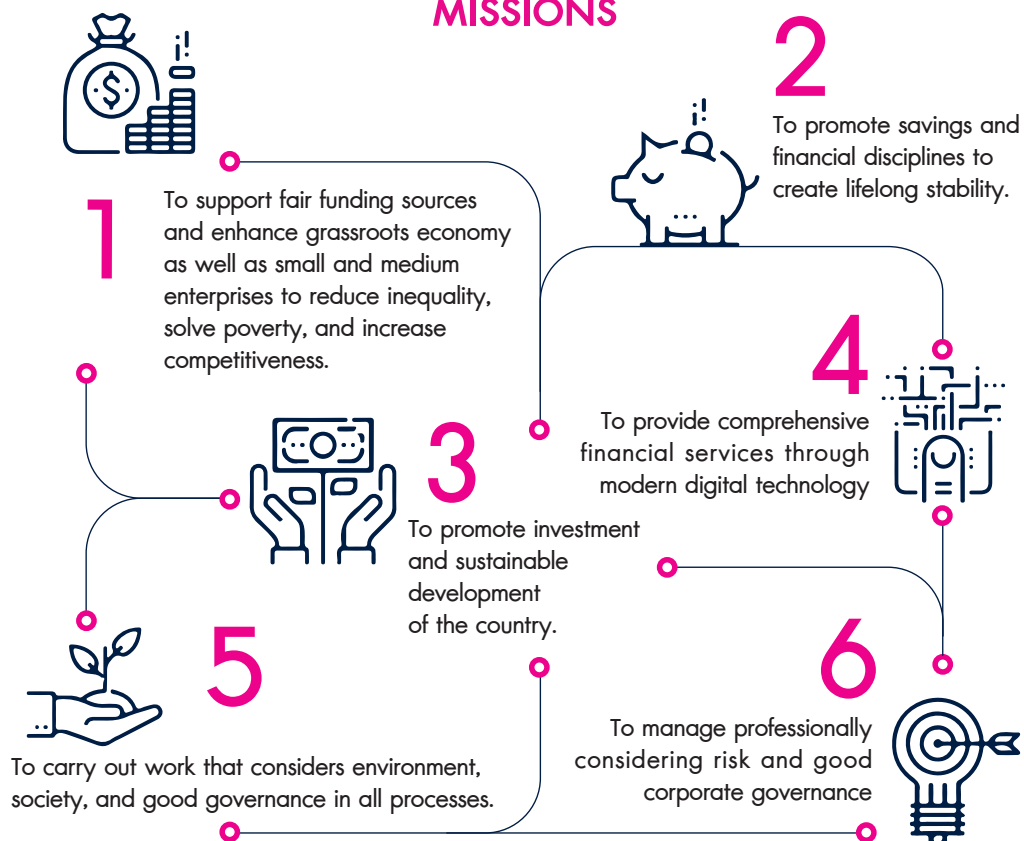 MISSIONS
1
To support fair funding sources
and enhance grassroots economy
as well as small and medium
enterprises to reduce inequality,
solve poverty, and increase
competitiveness.
2
To promote savings and
financial disciplines to
create lifelong stability.
3
To promote investment
and sustainable
development
of the country.
4
To provide comprehensive
financial services through
modern digital technology
5
To carry out work that considers environment,
society, and good governance in all processes.
6
To manage professionally
considering risk and good
corporate governance